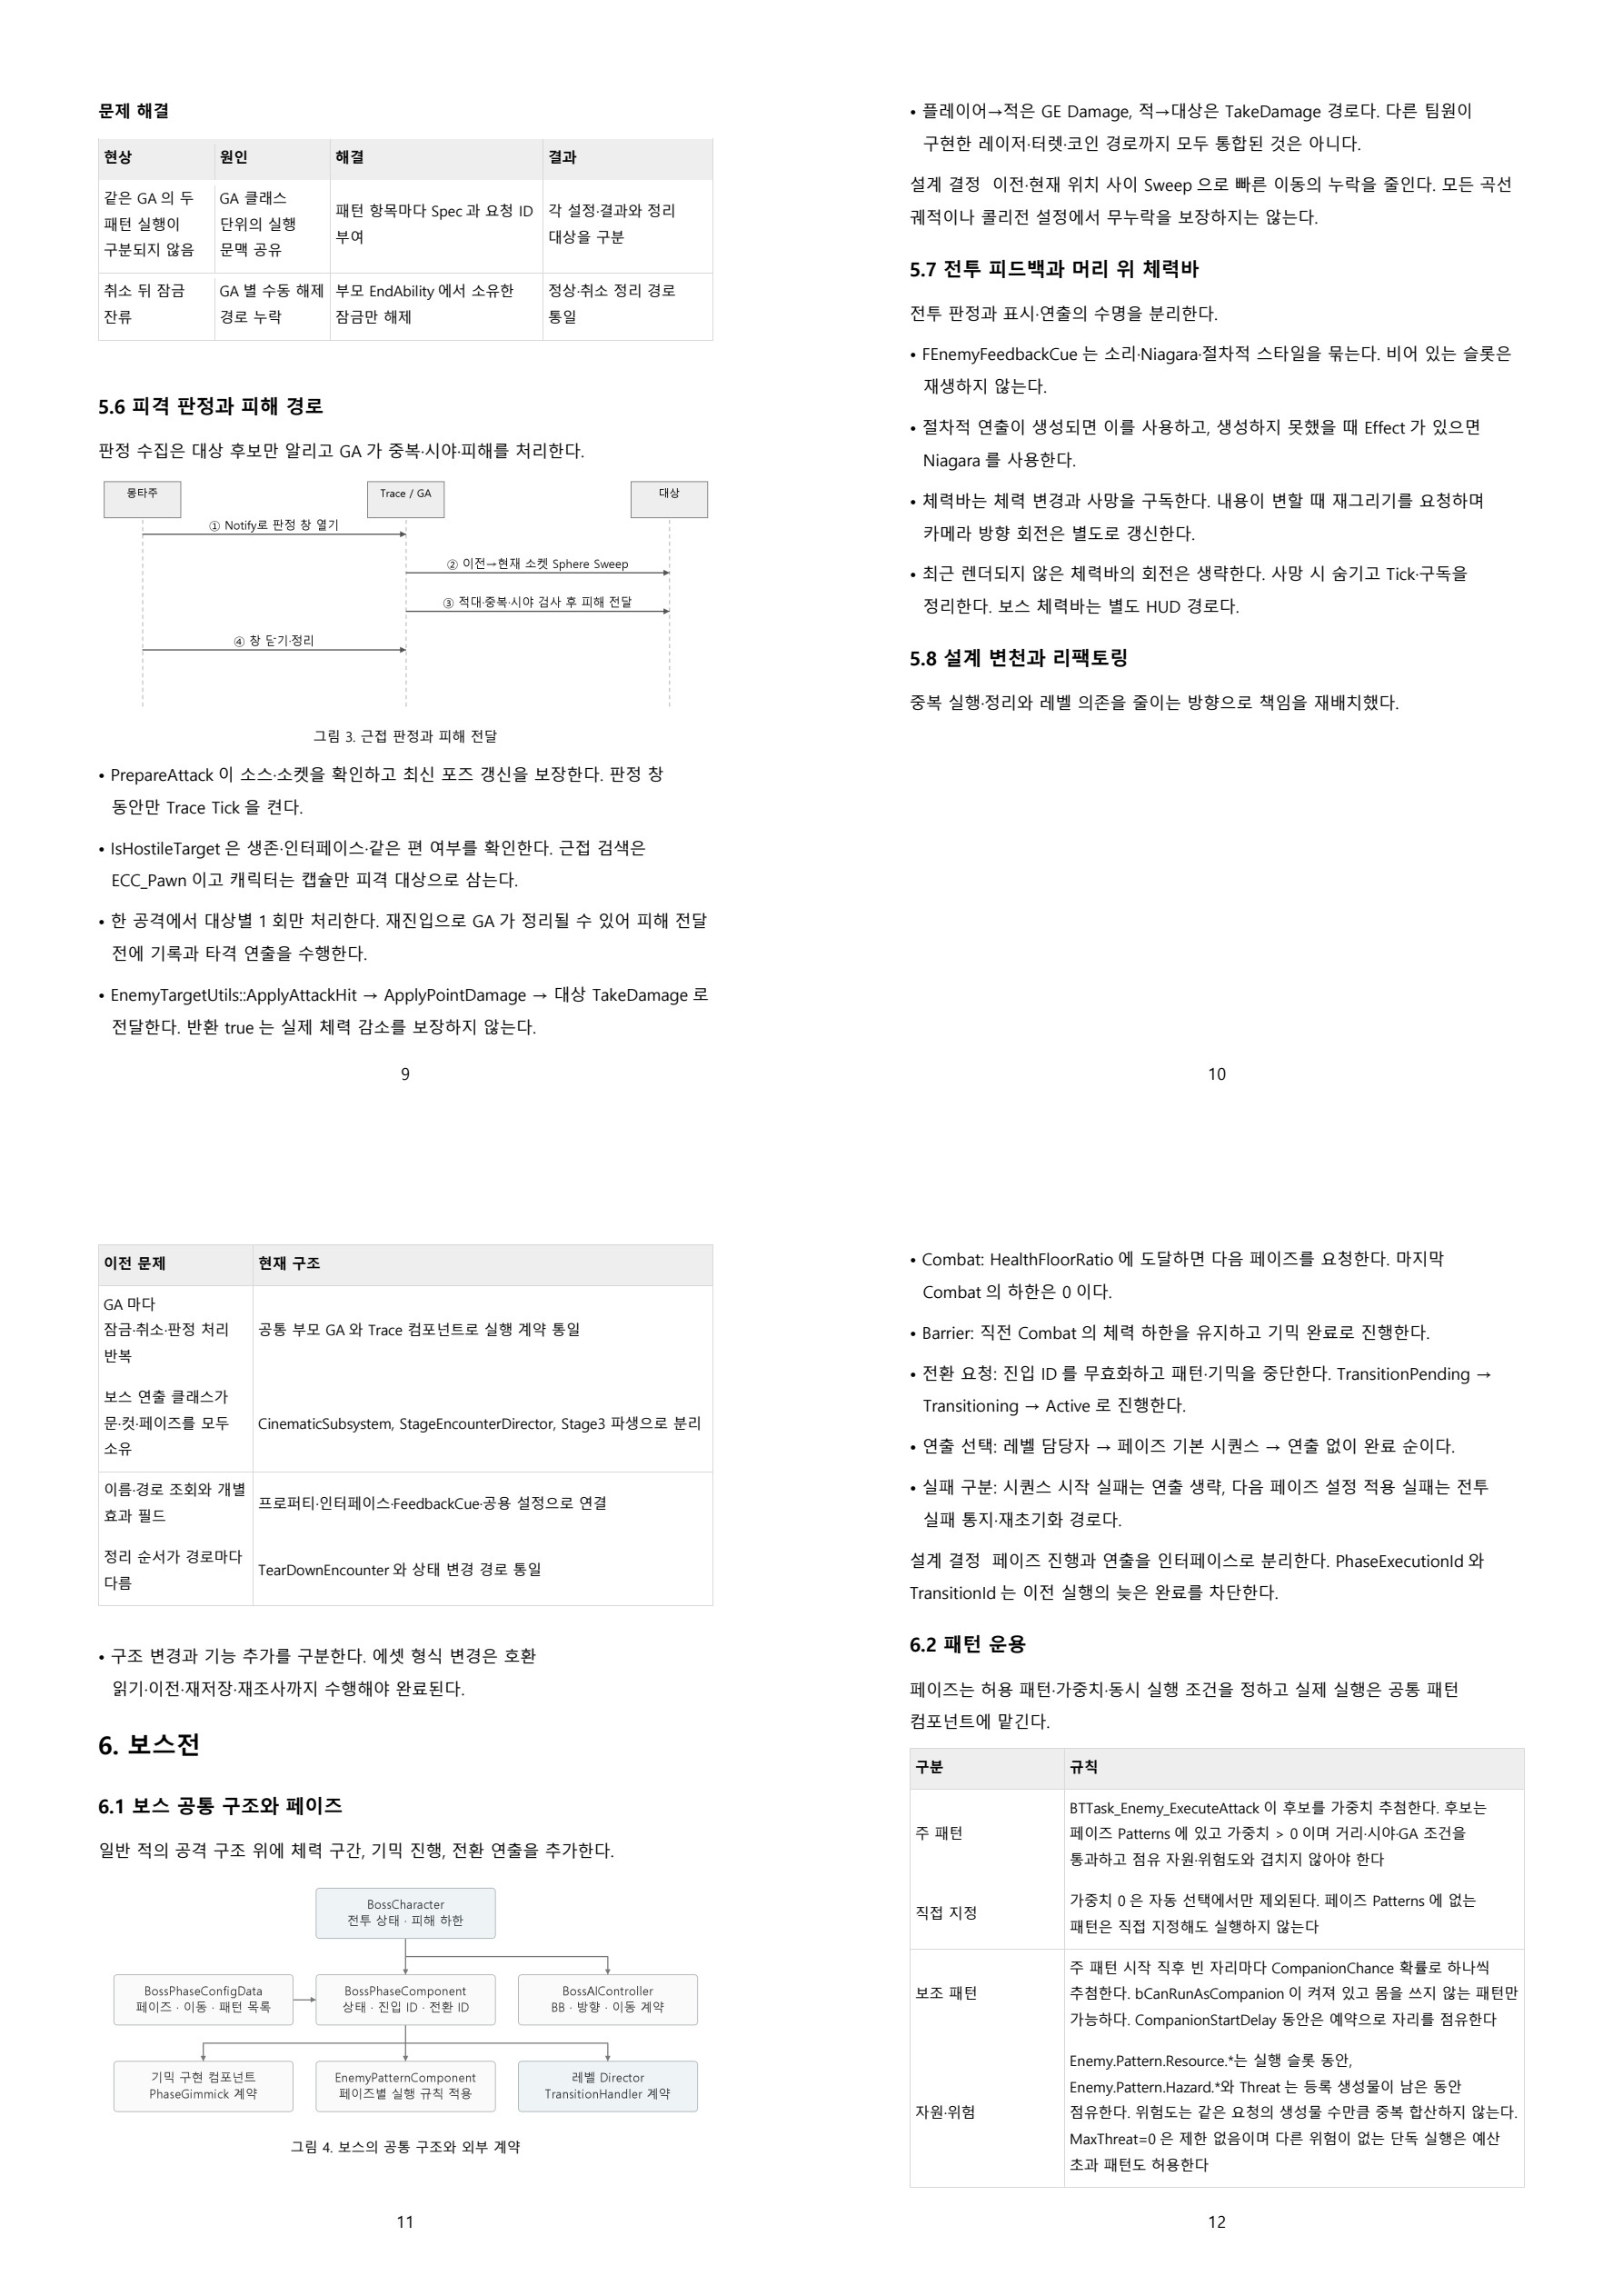 문제 해결
현상 원인 해결 결과
같은 GA 의 두 패턴 실행이 구분되지 않음 GA 클래스 단위의 실행 문맥 공유 패턴 항목마다 Spec 과 요청 ID 부여 각 설정·결과와 정리 대상을 구분
취소 뒤 잠금 잔류 GA 별 수동 해제 경로 누락 부모 EndAbility 에서 소유한 잠금만 해제 정상·취소 정리 경로 통일
5.6 피격 판정과 피해 경로
판정 수집은 대상 후보만 알리고 GA 가 중복·시야·피해를 처리한다.
몽타주 Trace / GA 대상
① Notify로 판정 창 열기
② 이전→현재 소켓 Sphere Sweep
③ 적대·중복·시야 검사 후 피해 전달
④ 창 닫기·정리
그림 3. 근접 판정과 피해 전달
• PrepareAttack 이 소스·소켓을 확인하고 최신 포즈 갱신을 보장한다. 판정 창
동안만 Trace Tick 을 켠다.
• IsHostileTarget 은 생존·인터페이스·같은 편 여부를 확인한다. 근접 검색은
ECC_Pawn 이고 캐릭터는 캡슐만 피격 대상으로 삼는다.
• 한 공격에서 대상별 1 회만 처리한다. 재진입으로 GA 가 정리될 수 있어 피해 전달
전에 기록과 타격 연출을 수행한다.
• EnemyTargetUtils::ApplyAttackHit → ApplyPointDamage → 대상 TakeDamage 로
전달한다. 반환 true 는 실제 체력 감소를 보장하지 않는다.
9
• 플레이어→적은 GE Damage, 적→대상은 TakeDamage 경로다. 다른 팀원이
구현한 레이저·터렛·코인 경로까지 모두 통합된 것은 아니다.
설계 결정 이전·현재 위치 사이 Sweep 으로 빠른 이동의 누락을 줄인다. 모든 곡선
궤적이나 콜리전 설정에서 무누락을 보장하지는 않는다.
5.7 전투 피드백과 머리 위 체력바
전투 판정과 표시·연출의 수명을 분리한다.
• FEnemyFeedbackCue 는 소리·Niagara·절차적 스타일을 묶는다. 비어 있는 슬롯은
재생하지 않는다.
• 절차적 연출이 생성되면 이를 사용하고, 생성하지 못했을 때 Effect 가 있으면
Niagara 를 사용한다.
• 체력바는 체력 변경과 사망을 구독한다. 내용이 변할 때 재그리기를 요청하며
카메라 방향 회전은 별도로 갱신한다.
• 최근 렌더되지 않은 체력바의 회전은 생략한다. 사망 시 숨기고 Tick·구독을
정리한다. 보스 체력바는 별도 HUD 경로다.
5.8 설계 변천과 리팩토링
중복 실행·정리와 레벨 의존을 줄이는 방향으로 책임을 재배치했다.
10
이전 문제 현재 구조
GA 마다 잠금·취소·판정 처리 반복 공통 부모 GA 와 Trace 컴포넌트로 실행 계약 통일
보스 연출 클래스가 문·컷·페이즈를 모두 소유 CinematicSubsystem, StageEncounterDirector, Stage3 파생으로 분리
이름·경로 조회와 개별 효과 필드 프로퍼티·인터페이스·FeedbackCue·공용 설정으로 연결
정리 순서가 경로마다 다름 TearDownEncounter 와 상태 변경 경로 통일
• 구조 변경과 기능 추가를 구분한다. 에셋 형식 변경은 호환
읽기·이전·재저장·재조사까지 수행해야 완료된다.
6. 보스전
6.1 보스 공통 구조와 페이즈
일반 적의 공격 구조 위에 체력 구간, 기믹 진행, 전환 연출을 추가한다.
BossCharacter
전투 상태 · 피해 하한
BossPhaseConfigData BossPhaseComponent BossAIController
페이즈 · 이동 · 패턴 목록 상태 · 진입 ID · 전환 ID BB · 방향 · 이동 계약
기믹 구현 컴포넌트 EnemyPatternComponent 레벨 Director
PhaseGimmick 계약 페이즈별 실행 규칙 적용 TransitionHandler 계약
그림 4. 보스의 공통 구조와 외부 계약
11
• Combat: HealthFloorRatio 에 도달하면 다음 페이즈를 요청한다. 마지막
Combat 의 하한은 0 이다.
• Barrier: 직전 Combat 의 체력 하한을 유지하고 기믹 완료로 진행한다.
• 전환 요청: 진입 ID 를 무효화하고 패턴·기믹을 중단한다. TransitionPending →
Transitioning → Active 로 진행한다.
• 연출 선택: 레벨 담당자 → 페이즈 기본 시퀀스 → 연출 없이 완료 순이다.
• 실패 구분: 시퀀스 시작 실패는 연출 생략, 다음 페이즈 설정 적용 실패는 전투
실패 통지·재초기화 경로다.
설계 결정 페이즈 진행과 연출을 인터페이스로 분리한다. PhaseExecutionId 와
TransitionId 는 이전 실행의 늦은 완료를 차단한다.
6.2 패턴 운용
페이즈는 허용 패턴·가중치·동시 실행 조건을 정하고 실제 실행은 공통 패턴
컴포넌트에 맡긴다.
구분 규칙
주 패턴 BTTask_Enemy_ExecuteAttack 이 후보를 가중치 추첨한다. 후보는
페이즈 Patterns 에 있고 가중치 > 0 이며 거리·시야·GA 조건을
통과하고 점유 자원·위험도와 겹치지 않아야 한다
직접 지정 가중치 0 은 자동 선택에서만 제외된다. 페이즈 Patterns 에 없는
패턴은 직접 지정해도 실행하지 않는다
보조 패턴 주 패턴 시작 직후 빈 자리마다 CompanionChance 확률로 하나씩
추첨한다. bCanRunAsCompanion 이 켜져 있고 몸을 쓰지 않는 패턴만
가능하다. CompanionStartDelay 동안은 예약으로 자리를 점유한다
자원·위험 Enemy.Pattern.Resource.*는 실행 슬롯 동안,
Enemy.Pattern.Hazard.*와 Threat 는 등록 생성물이 남은 동안
점유한다. 위험도는 같은 요청의 생성물 수만큼 중복 합산하지 않는다.
MaxThreat=0 은 제한 없음이며 다른 위험이 없는 단독 실행은 예산
초과 패턴도 허용한다
12